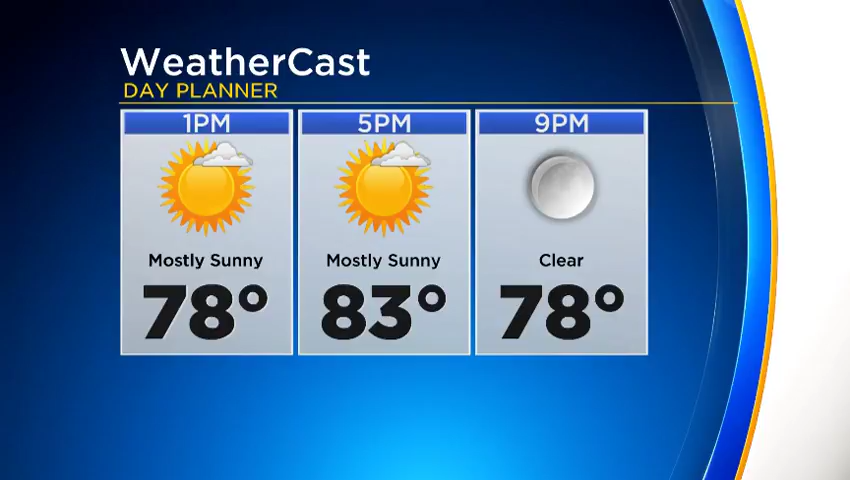 WeatherCast
DAY PLANNER
1PM
Mostly Sunny
78°
5PM
Mostly Sunny
83°
9PM
Clear
78°